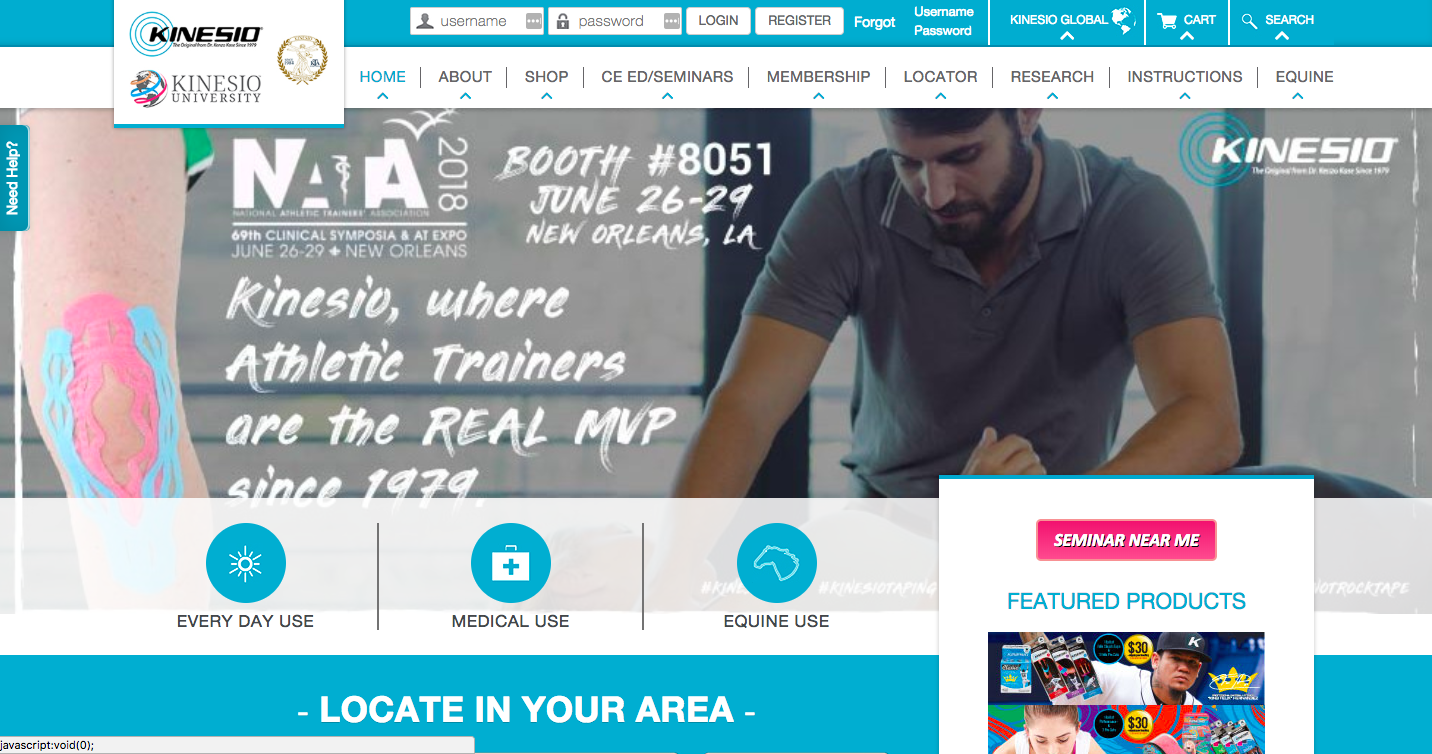 username
password
LOGIN
REGISTER
Forgot
Username
Password
KINESIO GLOBAL
CART
SEARCH
KINESIO
The Original from Dr. Kenzo Kase Since 1979
KINESIO
UNIVERSITY
HOME
ABOUT
SHOP
CE ED/SEMINARS
MEMBERSHIP
LOCATOR
RESEARCH
INSTRUCTIONS
EQUINE
Need Help?
NATA
2018
NATIONAL ATHLETIC TRAINERS' ASSOCIATION
69th CLINICAL SYMPOSIA & AT EXPO
JUNE 26-29 NEW ORLEANS
BOOTH #8051
JUNE 26-29
NEW ORLEANS, LA
KINESIO
The Original from Dr. Kenzo Kase Since 1979
Kinesio, where
Athletic Trainers
are the REAL MVP
since 1979.
EVERY DAY USE
MEDICAL USE
EQUINE USE
#KINESIOTAPING
SEMINAR NEAR ME
FEATURED PRODUCTS
$30
K
$30
- LOCATE IN YOUR AREA -
javascript:void(0);